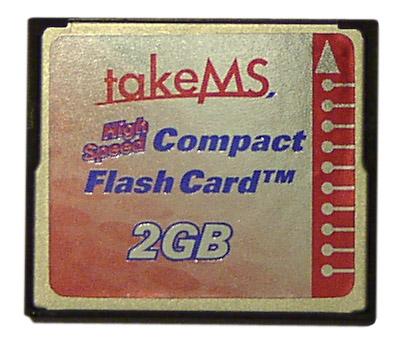 takeMS
High
Speed Compact
Flash Card™
2GB